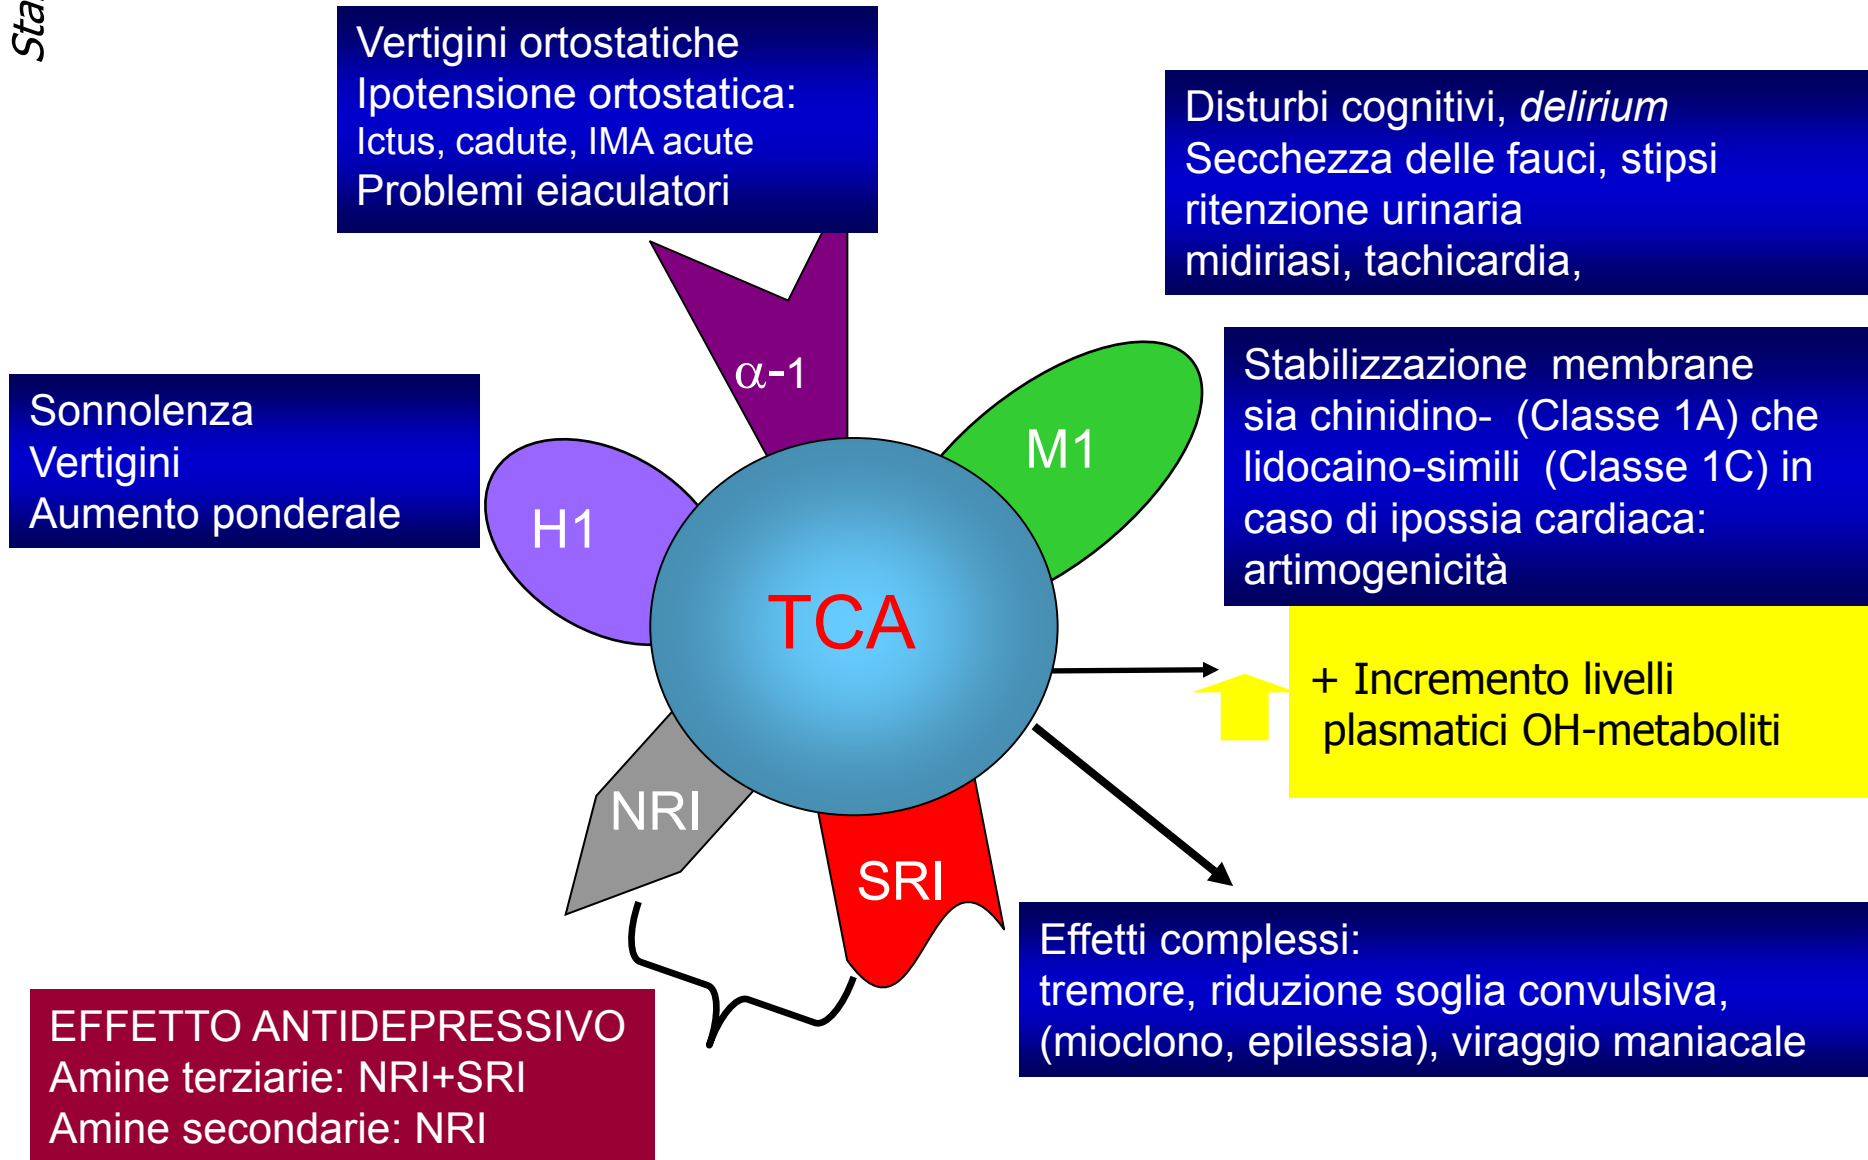 Sta
Vertigini ortostatiche
Ipotensione ortostatica:
Ictus, cadute, IMA acute
Problemi eiaculatori
Disturbi cognitivi, delirium
Secchezza delle fauci, stipsi
ritenzione urinaria
midiriasi, tachicardia,
α-1
Stabilizzazione membrane
sia chinidino- (Classe 1A) che
lidocaino-simili (Classe 1C) in
caso di ipossia cardiaca:
artimogenicità
Sonnolenza
Vertigini
Aumento ponderale
M1
H1
TCA
+ Incremento livelli
plasmatici OH-metaboliti
NRI
SRI
Effetti complessi:
tremore, riduzione soglia convulsiva,
(mioclono, epilessia), viraggio maniacale
EFFETTO ANTIDEPRESSIVO
Amine terziarie: NRI+SRI
Amine secondarie: NRI